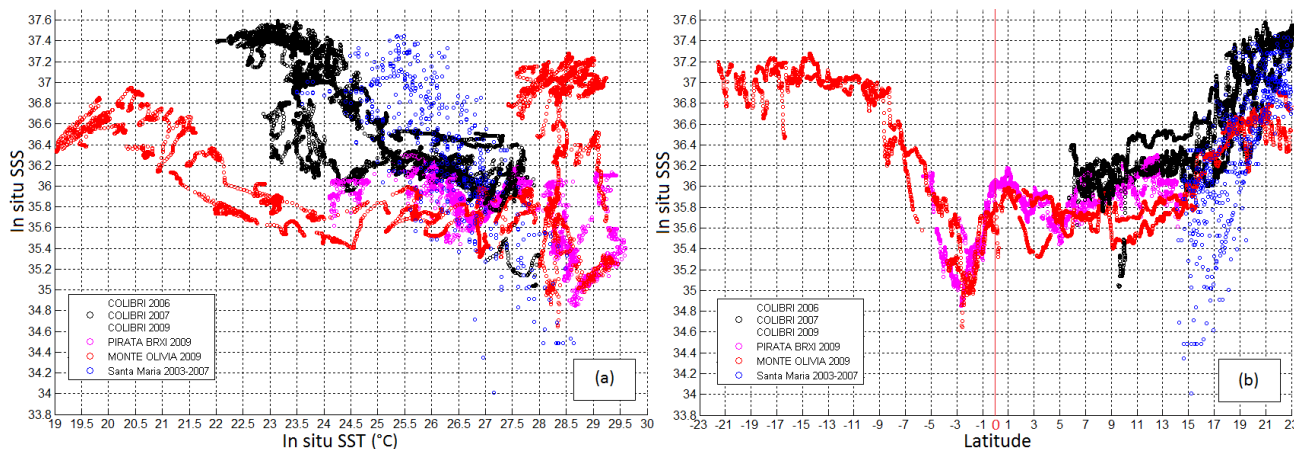 37.6
37.4
37.2
37
36.8
36.6
36.4
36.2
36
35.8
35.6
35.4
35.2
35
34.8
34.6
34.4
34.2
34
33.8
In situ SSS
COLIBRI 2006
COLIBRI 2007
COLIBRI 2009
PIRATA BRXI 2009
MONTE OLIVIA 2009
Santa Maria 2003-2007
(a)
19 19.5 20 20.5 21 21.5 22 22.5 23 23.5 24 24.5 25 25.5 26 26.5 27 27.5 28 28.5 29 29.5 30
In situ SST (°C)
37.6
37.4
37.2
37
36.8
36.6
36.4
36.2
36
35.8
35.6
35.4
35.2
35
34.8
34.6
34.4
34.2
34
33.8
In situ SSS
COLIBRI 2006
COLIBRI 2007
COLIBRI 2009
PIRATA BRXI 2009
MONTE OLIVIA 2009
Santa Maria 2003-2007
(b)
-23 -21 -19 -17 -15 -13 -11 -9 -7 -5 -3 -1 0 1 3 5 7 9 11 13 15 17 19 21 23
Latitude